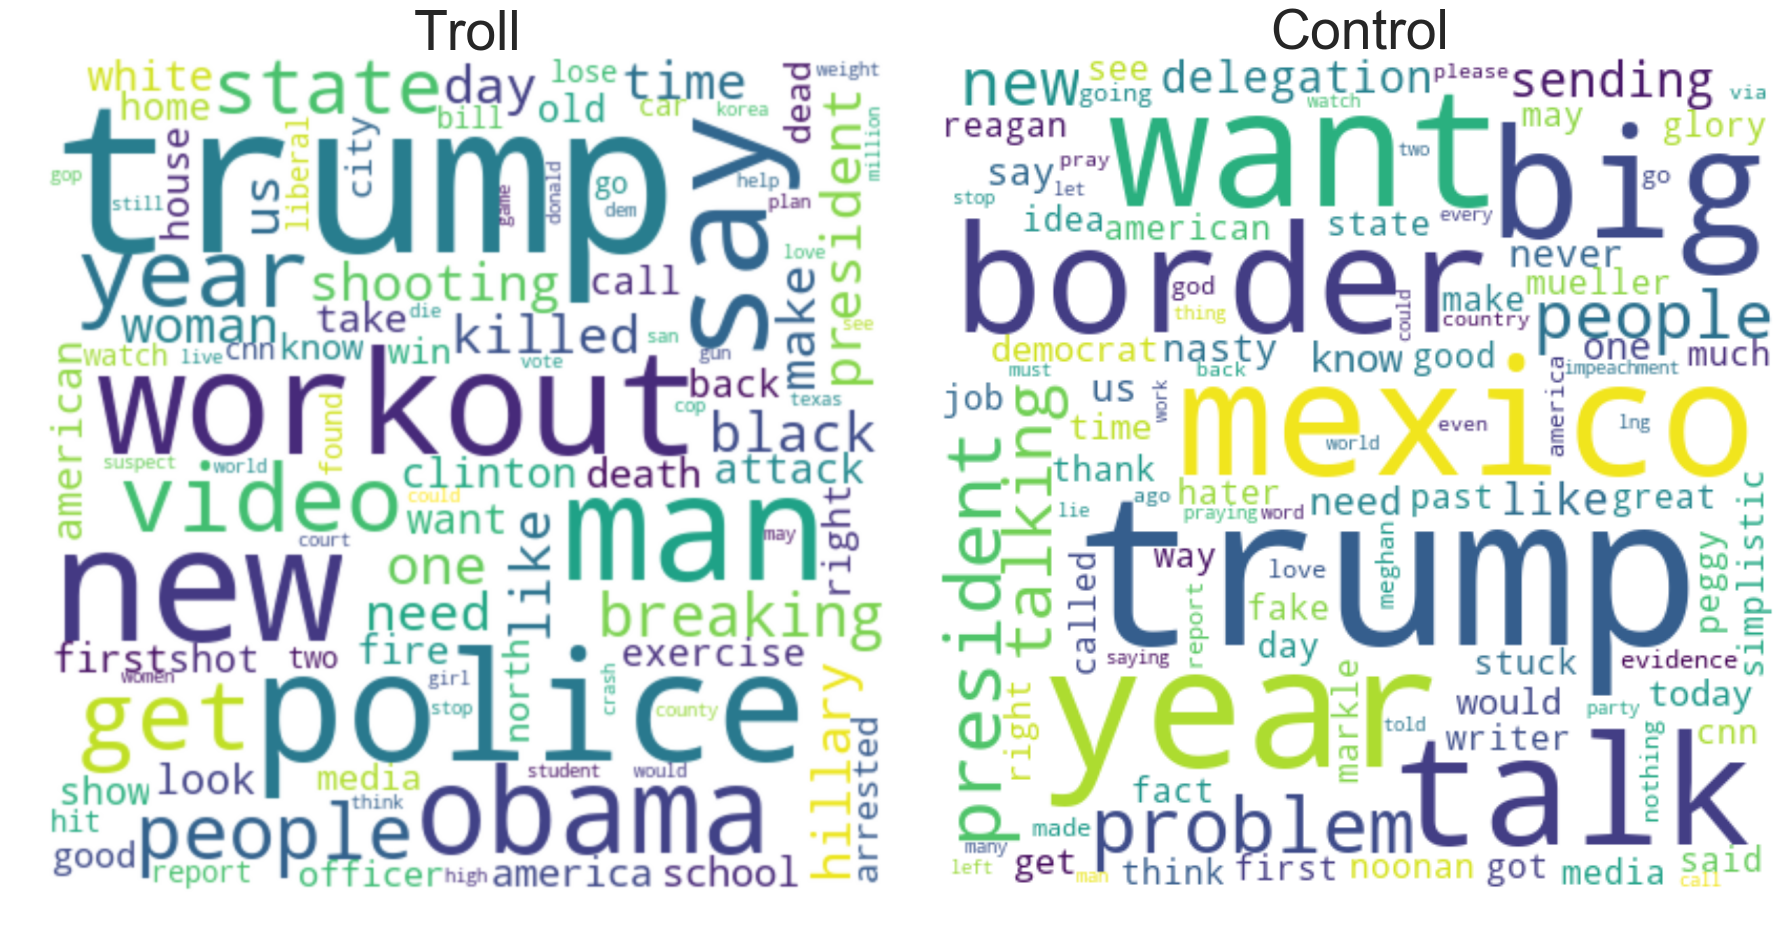 Troll
white
state
day
lose
time
dead
weight
home
bill
old
car
korea
president
million
trump
gop
still
house
us
liberal
city
game
donald
go
dem
say
help
plan
love
year
shooting
call
make
woman
take
die
killed
san
see
watch
live
cnn
know
win
vote
gun
american
workout
back
cop
texas
black
suspect
world
found
clinton
death
attack
video
could
want
like
man
may
right
court
new
one
need
breaking
first
shot
two
fire
north
exercise
women
get
police
girl
stop
crash
county
hillary
arrested
show
look
media
student
would
think
obama
hit
people
good
report
officer
high
america
school
Control
new
see
going
delegation
please
sending
via
watch
reagan
want
may
glory
big
say
pray
let
two
go
stop
idea
american
state
every
never
border
god
thing
could
make
country
mueller
people
democrat
nasty
know
good
one
much
must
back
america
impeachment
job
us
work
time
mexico
even
world
lng
president
talking
thank
ago
hater
need
past
like
great
lie
praying
word
simplistic
trump
called
way
love
meghan
peggy
report
fake
day
saying
stuck
evidence
right
year
markle
would
today
party
told
writer
cnn
nothing
talk
fact
made
problem
many
left
get
man
think
first
noonan
got
media
said
call